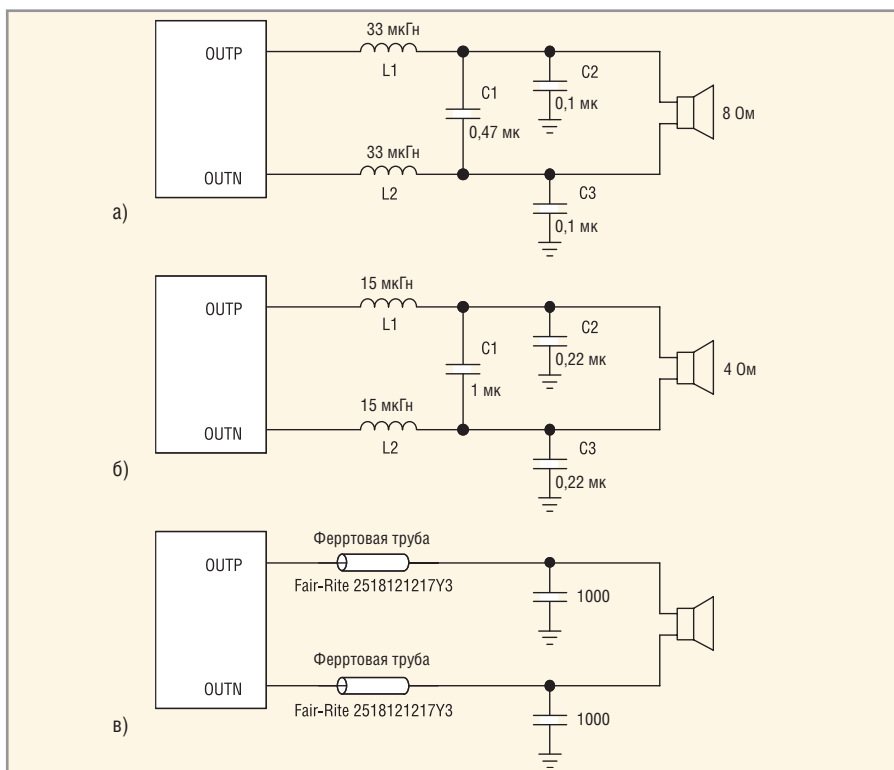 33 мкГн
OUTP
L1
C1
C2
0,1 мк
0,47 мк
8 Ом
33 мкГн
OUTN
L2
C3
0,1 мк
а)
15 мкГн
OUTP
L1
C1
C2
0,22 мк
1 мк
4 Ом
15 мкГн
OUTN
L2
C3
0,22 мк
б)
Ферртовая труба
OUTP
Fair-Rite 2518121217Y3
1000
Ферртовая труба
OUTN
Fair-Rite 2518121217Y3
1000
в)